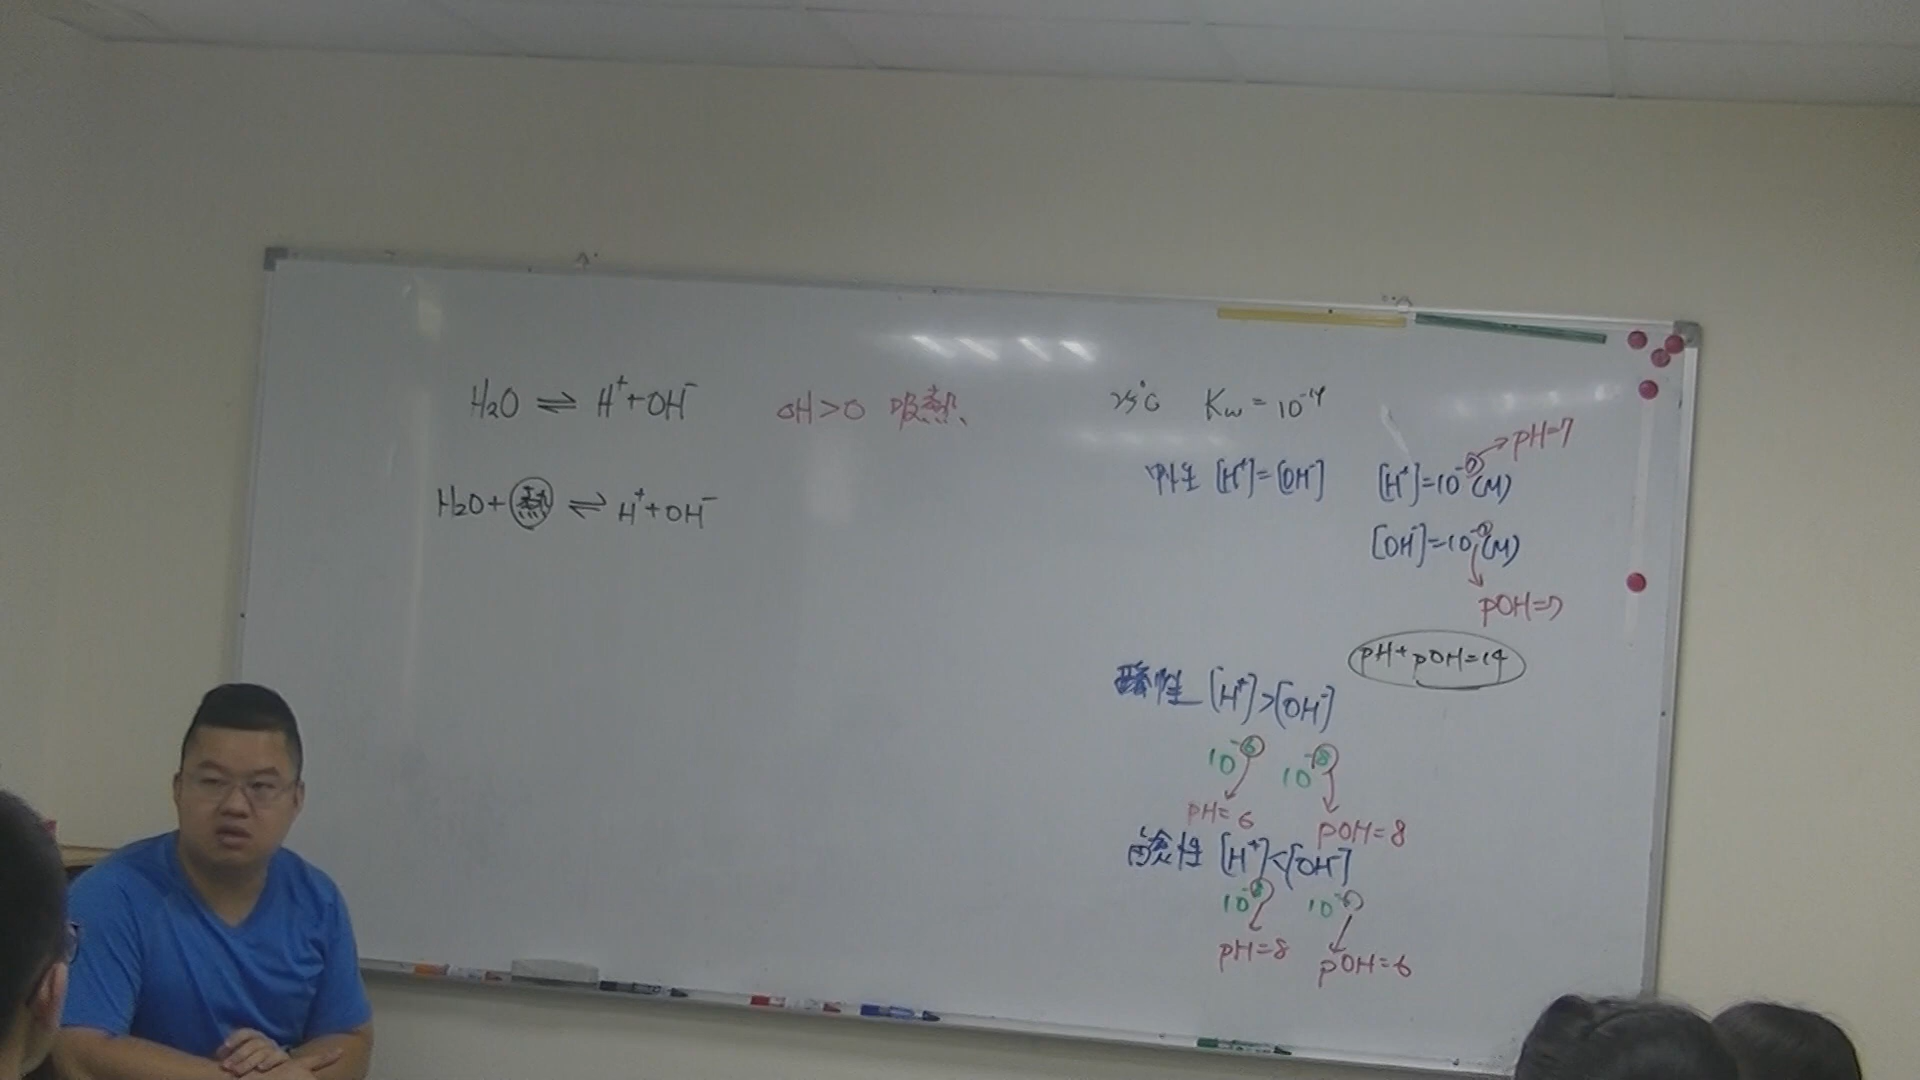 H₂O ⇌ H⁺+OH⁻
ΔH>0 吸熱
H₂O+熱 ⇌ H⁺+OH⁻
25°C Kw = 10⁻¹⁴
中性 [H⁺]=[OH⁻]
[H⁺]=10⁻⁷(M)
pH=7
[OH⁻]=10⁻⁷(M)
pOH=7
pH+pOH=14
酸性 [H⁺]>[OH⁻]
10⁻⁶ 10⁻⁸
pH=6 pOH=8
鹼性 [H⁺]<[OH⁻]
10⁻⁸ 10⁻⁶
pH=8 pOH=6